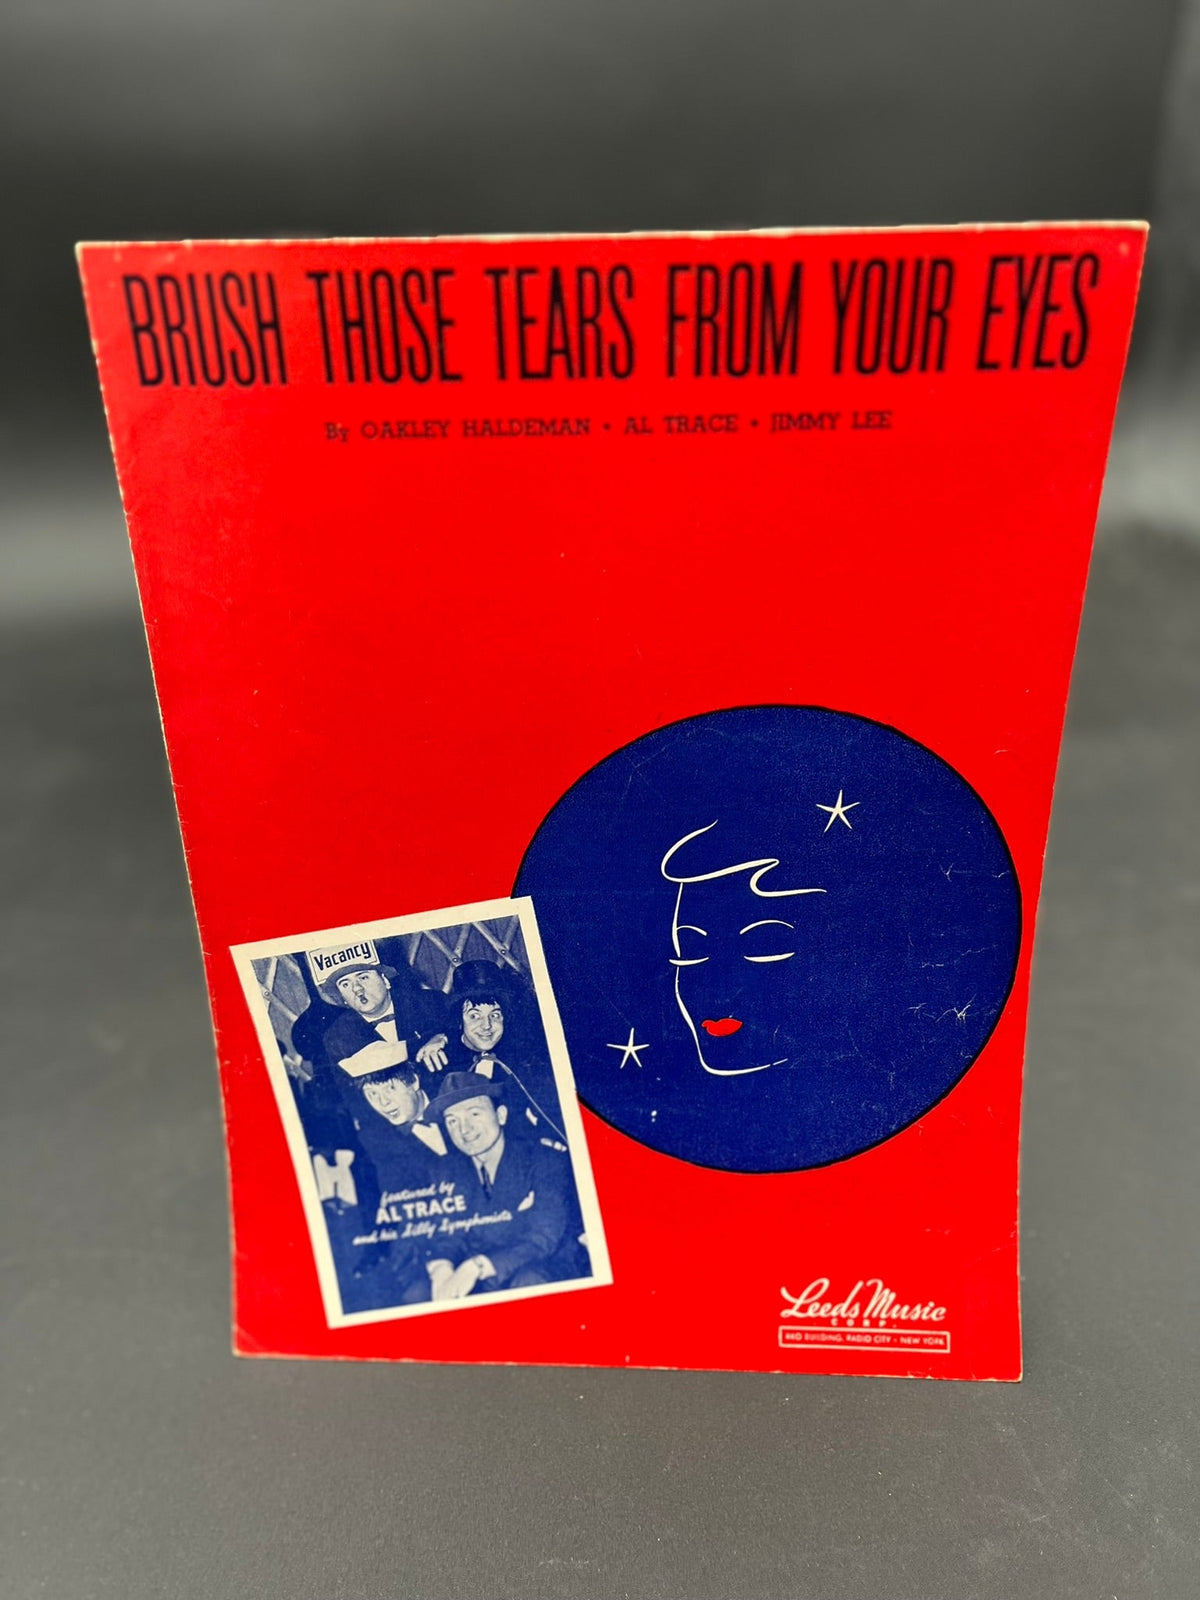 BRUSH THOSE TEARS FROM YOUR EYES
By OAKLEY HALDEMAN • AL TRACE • JIMMY LEE
Vacancy
featured by
AL TRACE
and his Silly Symphonists
Leeds Music
CORP.
RKO BUILDING, RADIO CITY - NEW YORK